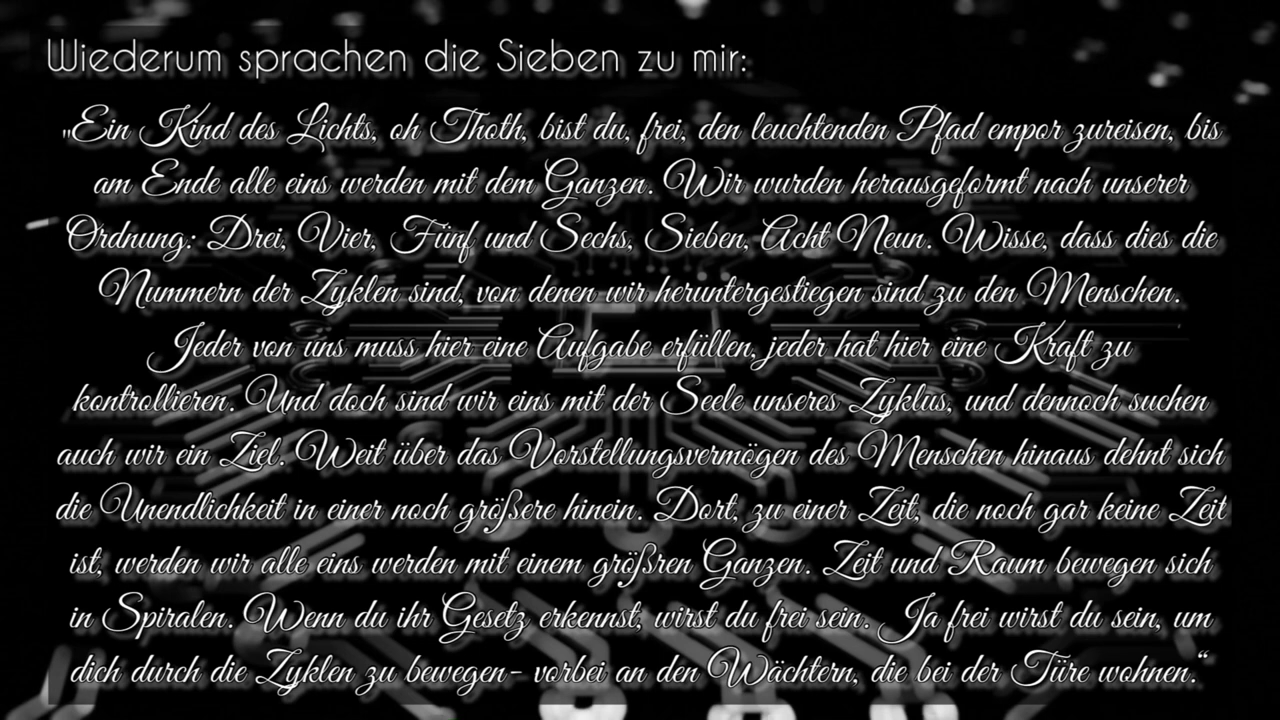 Wiederum sprachen die Sieben zu mir:
„Ein Kind des Lichts, oh Thoth, bist du, frei, den leuchtenden Pfad empor zureisen, bis
am Ende alle eins werden mit dem Ganzen. Wir wurden herausgeformt nach unserer
Ordnung: Drei, Vier, Fünf und Sechs, Sieben, Acht Neun. Wisse, dass dies die
Nummern der Zyklen sind, von denen wir heruntergestiegen sind zu den Menschen.
Jeder von uns muss hier eine Aufgabe erfüllen, jeder hat hier eine Kraft zu
kontrollieren. Und doch sind wir eins mit der Seele unseres Zyklus, und dennoch suchen
auch wir ein Ziel. Weit über das Vorstellungsvermögen des Menschen hinaus dehnt sich
die Unendlichkeit in einer noch größere hinein. Dort, zu einer Zeit, die noch gar keine Zeit
ist, werden wir alle eins werden mit einem größren Ganzen. Zeit und Raum bewegen sich
in Spiralen. Wenn du ihr Gesetz erkennst, wirst du frei sein. Ja frei wirst du sein, um
dich durch die Zyklen zu bewegen- vorbei an den Wächtern, die bei der Türe wohnen.“